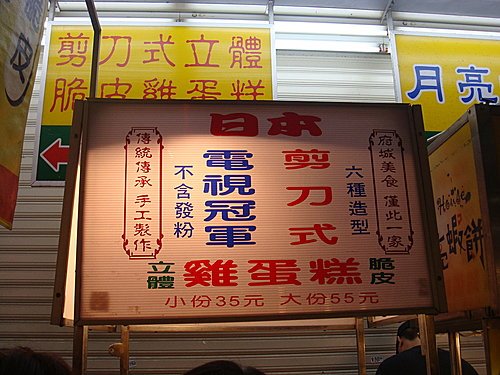 剪刀式立體
脆皮雞蛋糕
月亮
日本
府城美食 僅此一家
六種造型
剪刀式
電視冠軍
不含發粉
傳統傳承 手工製作
立體雞蛋糕脆皮
小份35元 大份55元
蝦餅
皮